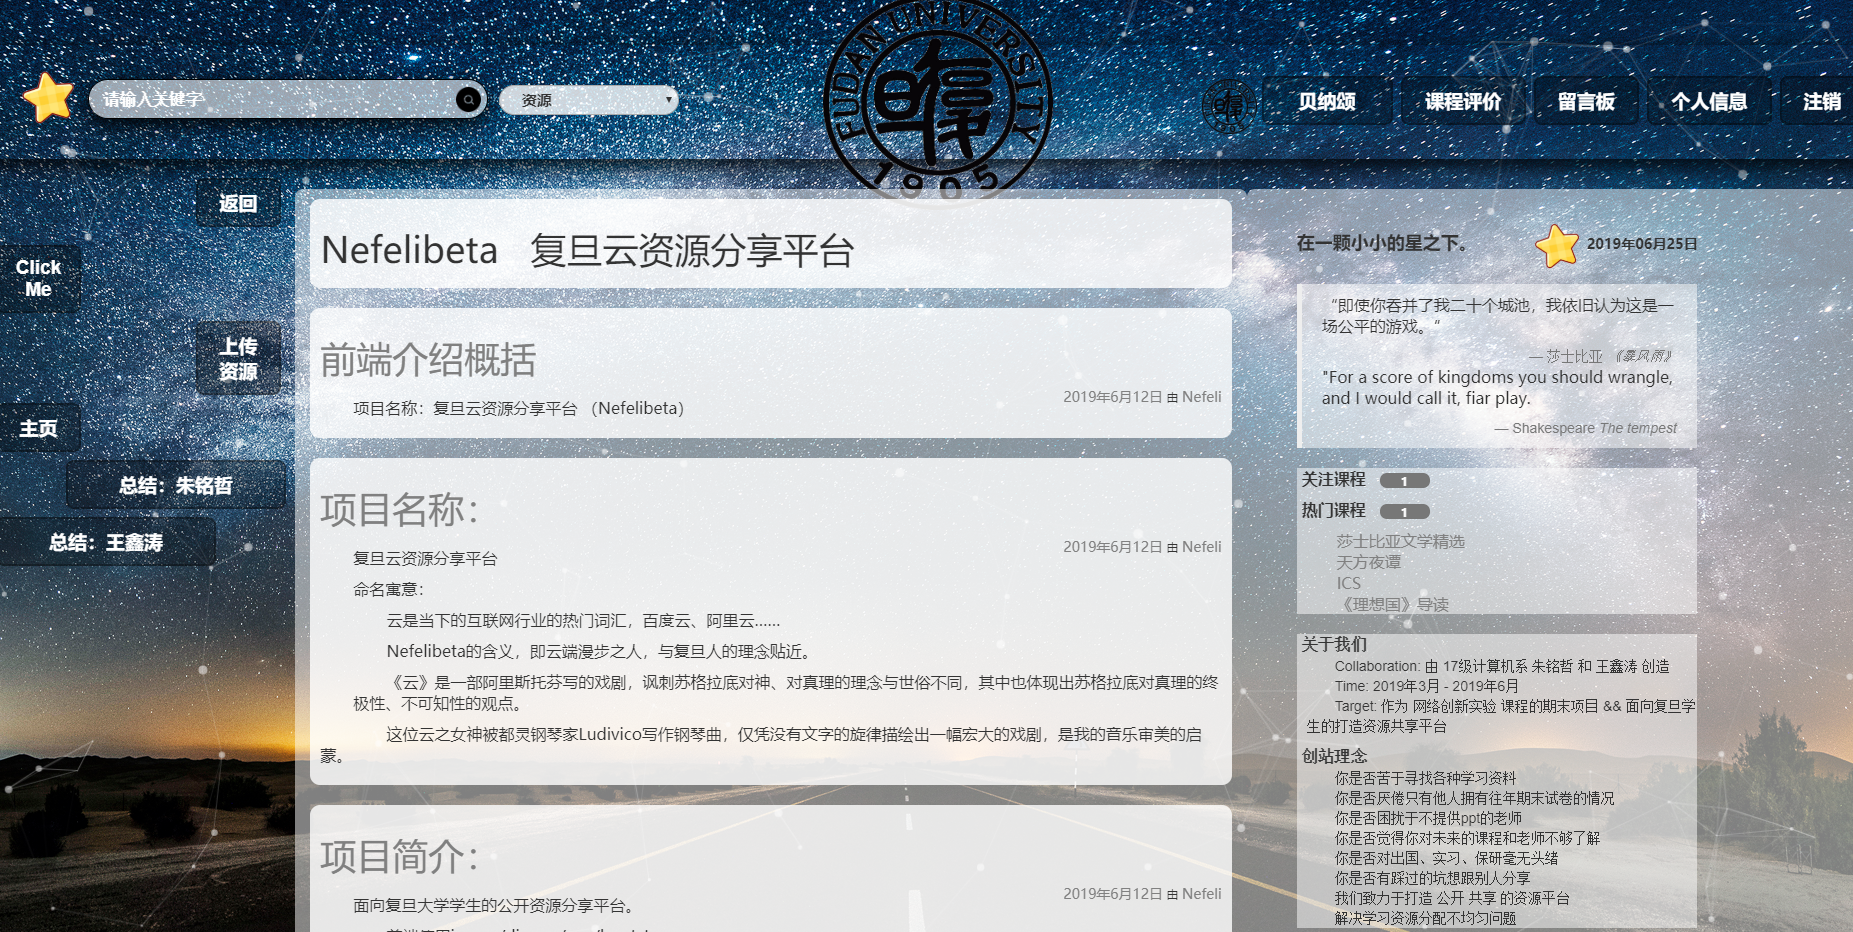 请输入关键字
资源
FUDAN UNIVERSITY
1905
贝纳颂
课程评价
留言板
个人信息
注销
返回
Click
Me
上传
资源
主页
总结：朱铭哲
总结：王鑫涛
Nefelibeta 复旦云资源分享平台
前端介绍概括
2019年6月12日 由 Nefeli
项目名称：复旦云资源分享平台 （Nefelibeta）
项目名称：
2019年6月12日 由 Nefeli
复旦云资源分享平台
命名寓意：
云是当下的互联网行业的热门词汇，百度云、阿里云……
Nefelibeta的含义，即云端漫步之人，与复旦人的理念贴近。
《云》是一部阿里斯托芬写的戏剧，讽刺苏格拉底对神、对真理的理念与世俗不同，其中也体现出苏格拉底对真理的终
极性、不可知性的观点。
这位云之女神被都灵钢琴家Ludivico写作钢琴曲，仅凭没有文字的旋律描绘出一幅宏大的戏剧，是我的音乐审美的启
蒙。
项目简介：
2019年6月12日 由 Nefeli
面向复旦大学学生的公开资源分享平台。
在一颗小小的星之下。
2019年06月25日
“即使你吞并了我二十个城池，我依旧认为这是一
场公平的游戏。”
— 莎士比亚 《暴风雨》
"For a score of kingdoms you should wrangle,
and I would call it, fiar play.
— Shakespeare The tempest
关注课程 1
热门课程 1
莎士比亚文学精选
天方夜谭
ICS
《理想国》导读
关于我们
Collaboration: 由 17级计算机系 朱铭哲 和 王鑫涛 创造
Time: 2019年3月 - 2019年6月
Target: 作为 网络创新实验 课程的期末项目 && 面向复旦学
生的打造资源共享平台
创站理念
你是否苦于寻找各种学习资料
你是否厌倦只有他人拥有往年期末试卷的情况
你是否困扰于不提供ppt的老师
你是否觉得你对未来的课程和老师不够了解
你是否对出国、实习、保研毫无头绪
你是否有踩过的坑想跟别人分享
我们致力于打造 公开 共享 的资源平台
解决学习资源分配不均匀问题